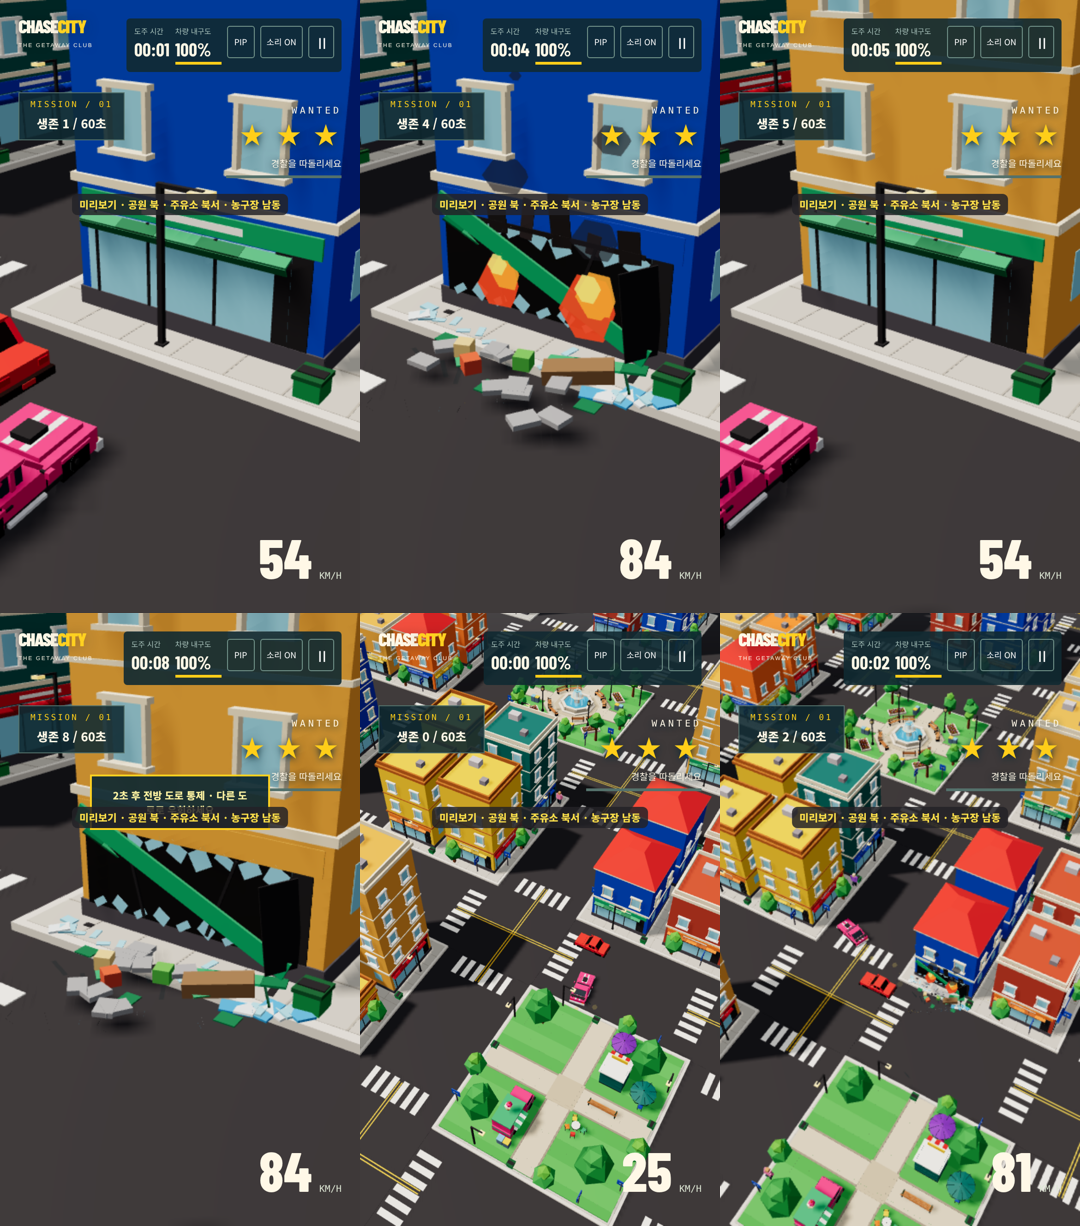 CHASECITY
THE GETAWAY CLUB
도주 시간 차량 내구도
00:01 100%
PIP
소리 ON
MISSION / 01
생존 1 / 60초
WANTED
경찰을 따돌리세요
미리보기 · 공원 북 · 주유소 북서 · 농구장 남동
54 KM/H
CHASECITY
THE GETAWAY CLUB
도주 시간 차량 내구도
00:04 100%
PIP
소리 ON
MISSION / 01
생존 4 / 60초
WANTED
경찰을 따돌리세요
미리보기 · 공원 북 · 주유소 북서 · 농구장 남동
84 KM/H
CHASECITY
THE GETAWAY CLUB
도주 시간 차량 내구도
00:05 100%
PIP
소리 ON
MISSION / 01
생존 5 / 60초
WANTED
경찰을 따돌리세요
미리보기 · 공원 북 · 주유소 북서 · 농구장 남동
54 KM/H
CHASECITY
THE GETAWAY CLUB
도주 시간 차량 내구도
00:08 100%
PIP
소리 ON
MISSION / 01
생존 8 / 60초
WANTED
경찰을 따돌리세요
2초 후 전방 도로 통제 · 다른 도
미리보기 · 공원 북 · 주유소 북서 · 농구장 남동
84 KM/H
CHASECITY
THE GETAWAY CLUB
도주 시간 차량 내구도
00:00 100%
PIP
소리 ON
MISSION / 01
생존 0 / 60초
WANTED
경찰을 따돌리세요
미리보기 · 공원 북 · 주유소 북서 · 농구장 남동
25 KM/H
CHASECITY
THE GETAWAY CLUB
도주 시간 차량 내구도
00:02 100%
PIP
소리 ON
MISSION / 01
생존 2 / 60초
WANTED
경찰을 따돌리세요
미리보기 · 공원 북 · 주유소 북서 · 농구장 남동
81 KM/H